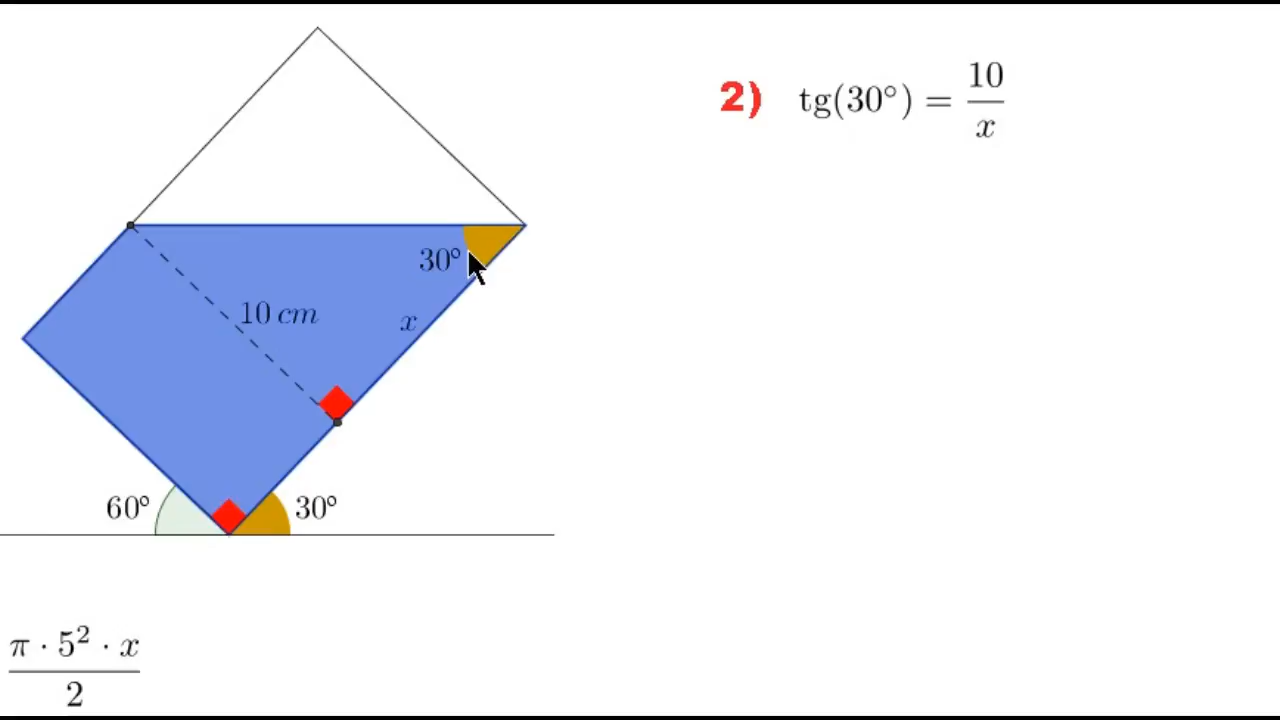 2) tg(30°) = 10/x
30°
10 cm
x
60°
30°
π · 5² · x / 2